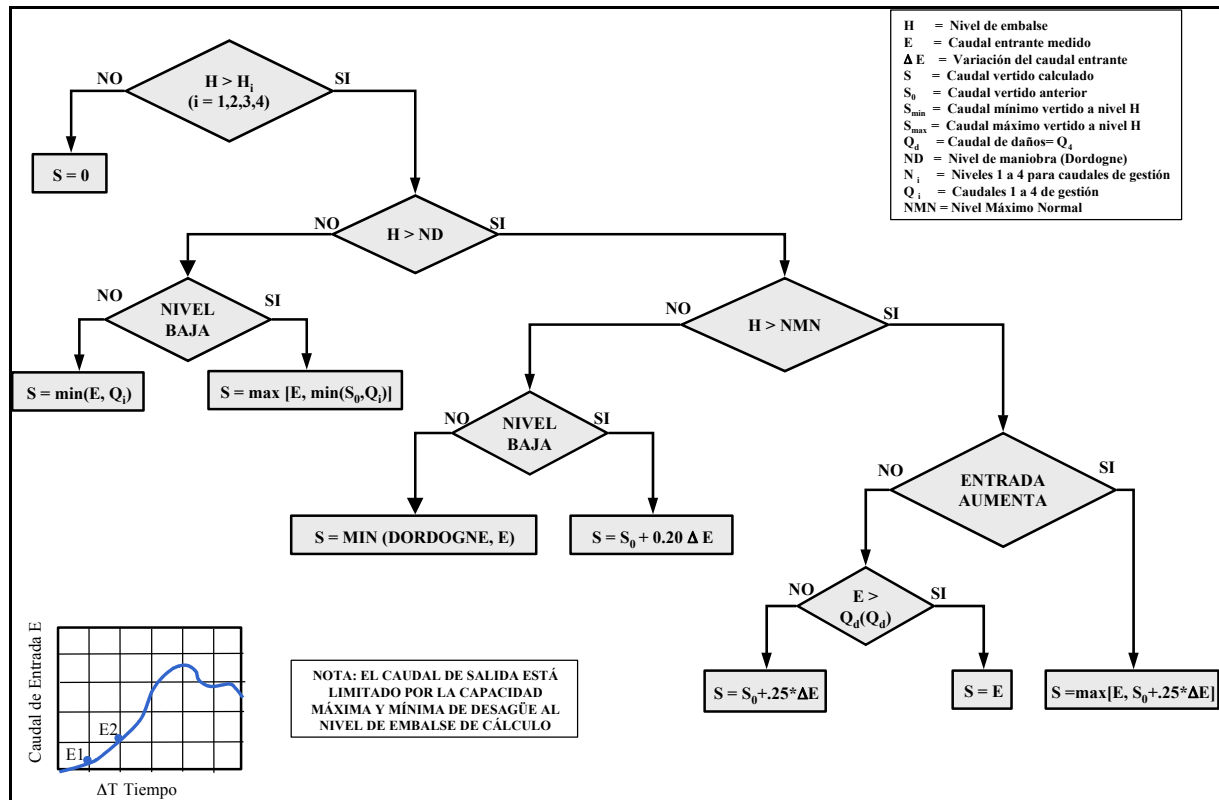 H = Nivel de embalse
E = Caudal entrante medido
Δ E = Variación del caudal entrante
S = Caudal vertido calculado
S₀ = Caudal vertido anterior
Sₘᵢₙ = Caudal mínimo vertido a nivel H
Sₘₐₓ = Caudal máximo vertido a nivel H
Q_d = Caudal de daños= Q₄
ND = Nivel de maniobra (Dordogne)
N ᵢ = Niveles 1 a 4 para caudales de gestión
Q ᵢ = Caudales 1 a 4 de gestión
NMN = Nivel Máximo Normal
H > Hᵢ
(i = 1,2,3,4)
NO
SI
S = 0
H > ND
NO
SI
NIVEL
BAJA
NO
SI
S = min(E, Qᵢ)
S = max [E, min(S₀,Qᵢ)]
H > NMN
NO
SI
NIVEL
BAJA
NO
SI
S = MIN (DORDOGNE, E)
S = S₀ + 0.20 Δ E
ENTRADA
AUMENTA
NO
SI
E >
Q_d(Q_d)
NO
SI
S = S₀+.25*ΔE
S = E
S =max[E, S₀+.25*ΔE]
Caudal de Entrada E
E1
E2
ΔT Tiempo
NOTA: EL CAUDAL DE SALIDA ESTÁ
LIMITADO POR LA CAPACIDAD
MÁXIMA Y MÍNIMA DE DESAGÜE AL
NIVEL DE EMBALSE DE CÁLCULO